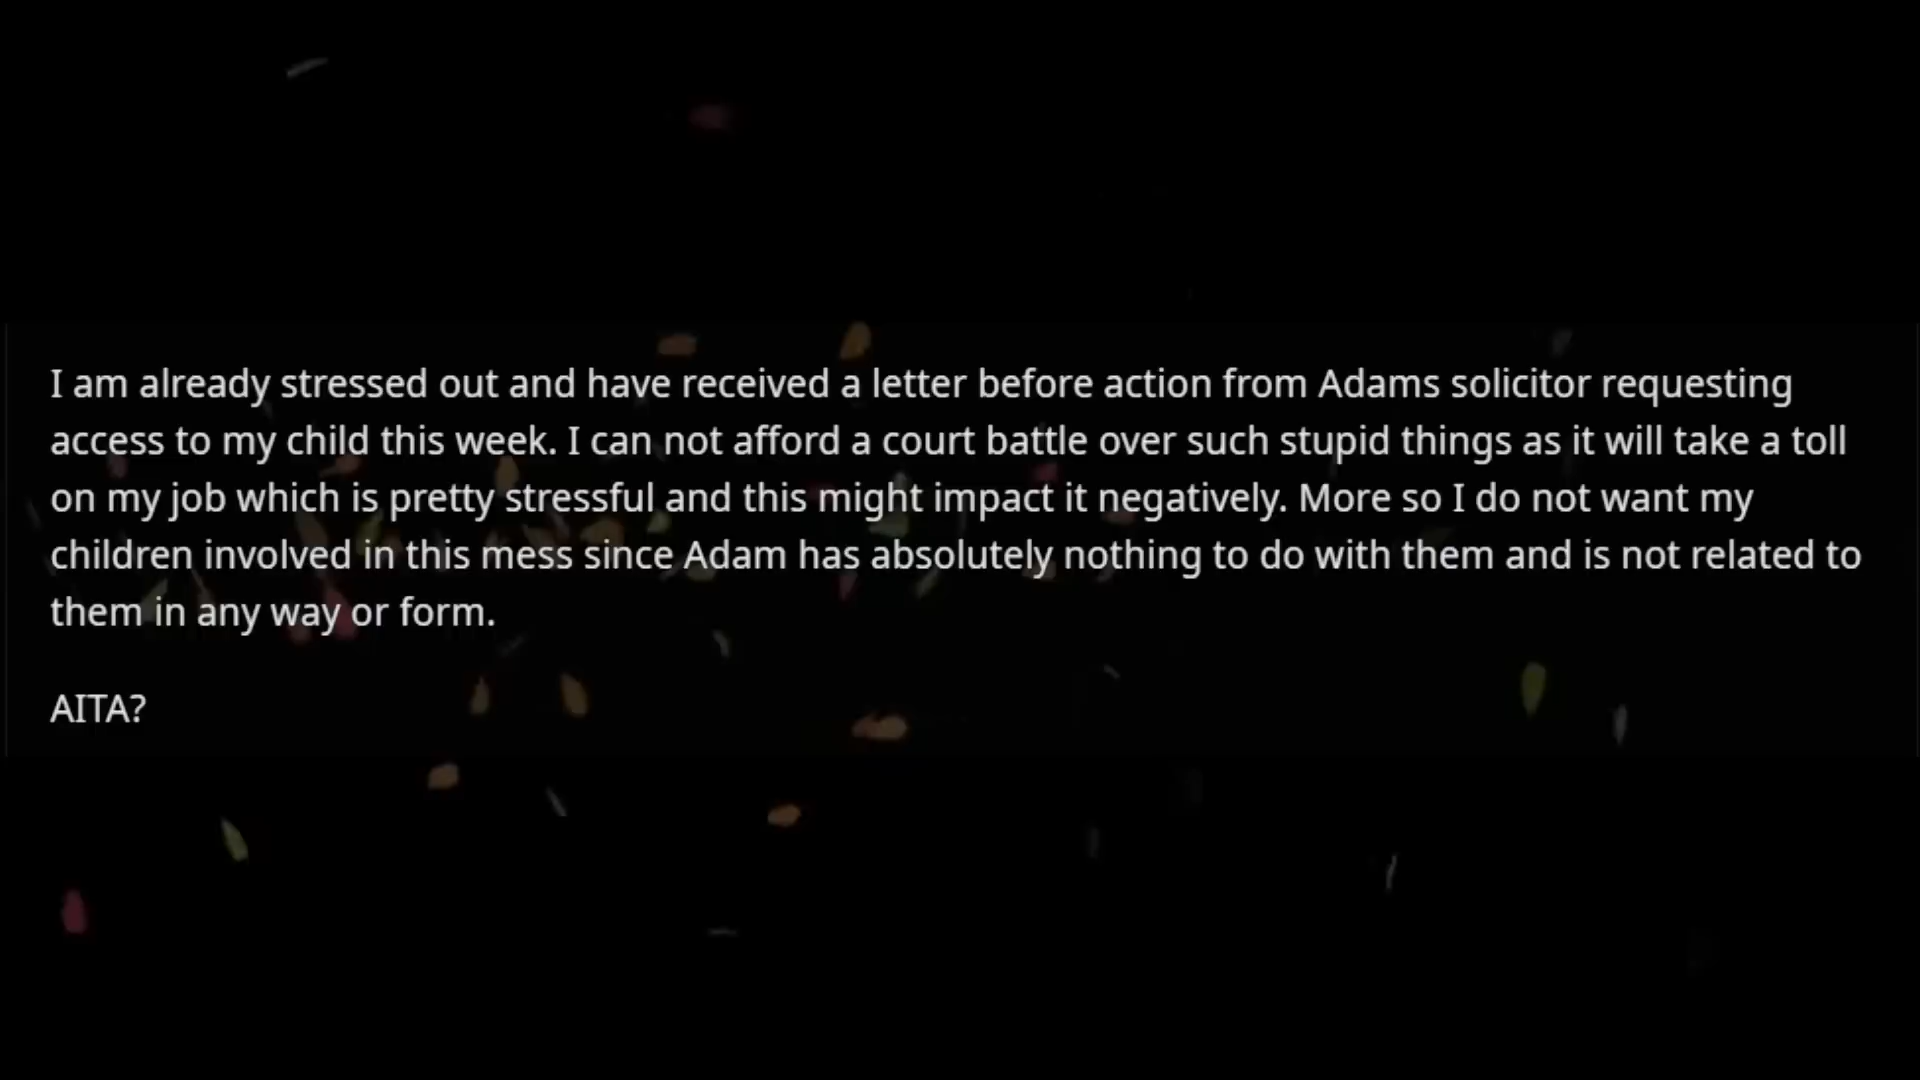 I am already stressed out and have received a letter before action from Adams solicitor requesting
access to my child this week. I can not afford a court battle over such stupid things as it will take a toll
on my job which is pretty stressful and this might impact it negatively. More so I do not want my
children involved in this mess since Adam has absolutely nothing to do with them and is not related to
them in any way or form.
AITA?